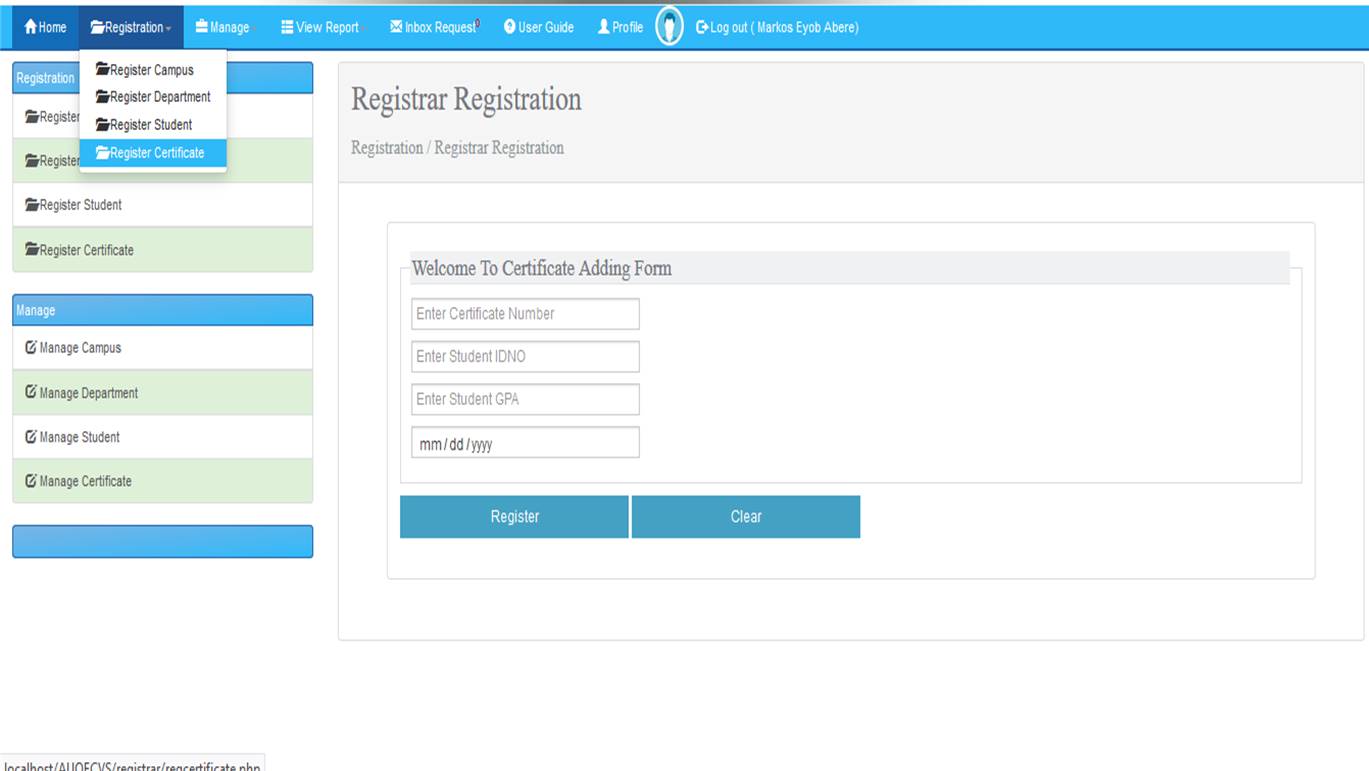 Home Registration Manage View Report Inbox Request0 User Guide Profile Log out ( Markos Eyob Abere)
Register Campus
Register Department
Register Student
Register Certificate
Registration
Register
Register
Register Student
Register Certificate
Manage
Manage Campus
Manage Department
Manage Student
Manage Certificate
Registrar Registration
Registration / Registrar Registration
Welcome To Certificate Adding Form
Enter Certificate Number
Enter Student IDNO
Enter Student GPA
mm / dd / yyyy
Register Clear
localhost/AUOECVS/registrar/regcertificate.php